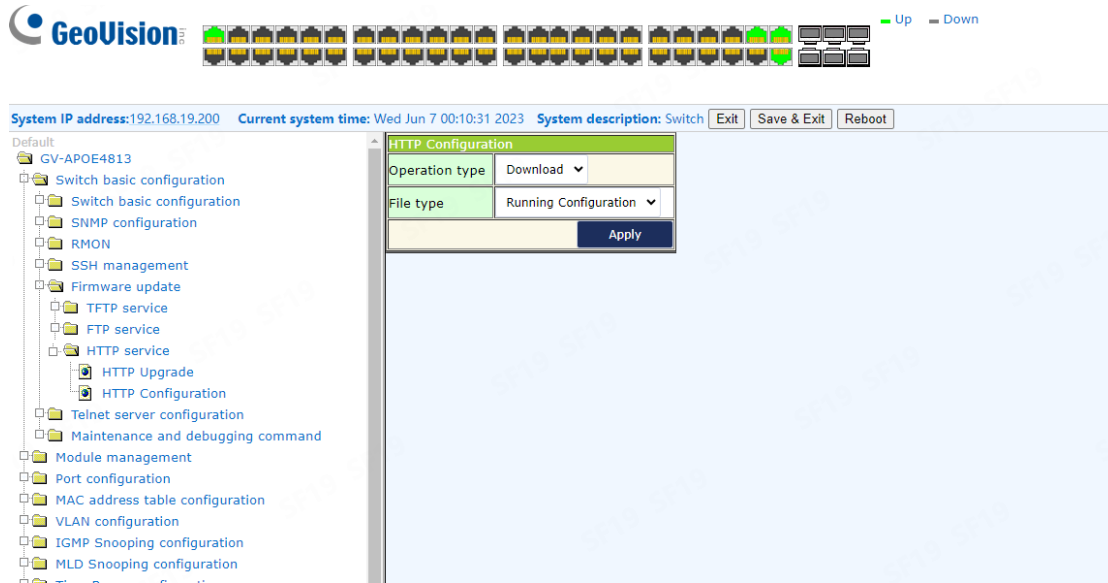 GeoVision Inc
Up Down
System IP address:192.168.19.200 Current system time: Wed Jun 7 00:10:31 2023 System description: Switch Exit Save & Exit Reboot
Default
GV-APOE4813
Switch basic configuration
Switch basic configuration
SNMP configuration
RMON
SSH management
Firmware update
TFTP service
FTP service
HTTP service
HTTP Upgrade
HTTP Configuration
Telnet server configuration
Maintenance and debugging command
Module management
Port configuration
MAC address table configuration
VLAN configuration
IGMP Snooping configuration
MLD Snooping configuration
HTTP Configuration
Operation type Download
File type Running Configuration
Apply
SF19